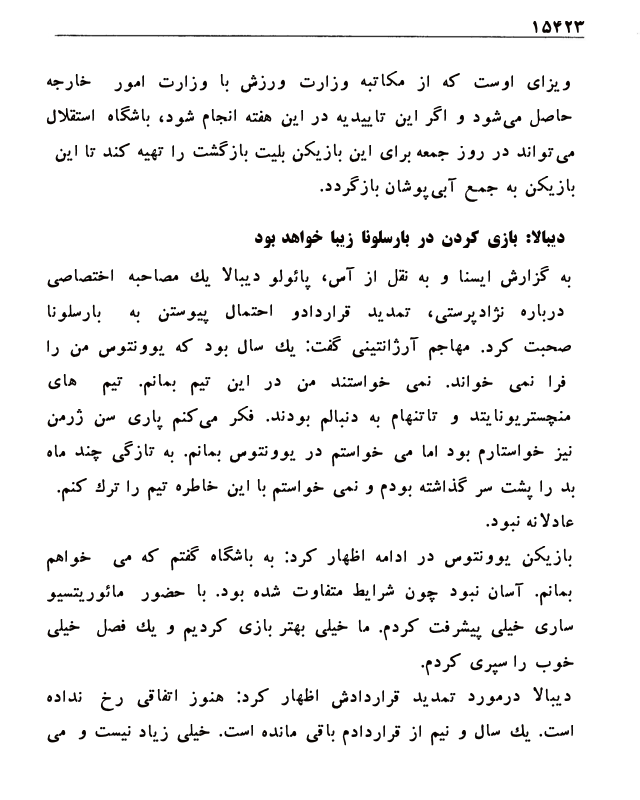 ۱۵۴۲۳
ویزای اوست که از مکاتبه وزارت ورزش با وزارت امور خارجه
حاصل می‌شود و اگر این تاییدیه در این هفته انجام شود، باشگاه استقلال
می‌تواند در روز جمعه برای این بازیکن بلیت بازگشت را تهیه کند تا این
بازیکن به جمع آبی‌پوشان بازگردد.
دیبالا: بازی کردن در بارسلونا زیبا خواهد بود
به گزارش ایسنا و به نقل از آس، پائولو دیبالا یك مصاحبه اختصاصی
درباره نژادپرستی، تمدید قراردادو احتمال پیوستن به بارسلونا
صحبت کرد. مهاجم آرژانتینی گفت: یك سال بود که یوونتوس من را
فرا نمی خواند. نمی خواستند من در این تیم بمانم. تیم های
منچستریونایتد و تاتنهام به دنبالم بودند. فکر می‌کنم پاری سن ژرمن
نیز خواستارم بود اما می خواستم در یوونتوس بمانم. به تازگی چند ماه
بد را پشت سر گذاشته بودم و نمی خواستم با این خاطره تیم را ترك کنم.
عادلانه نبود.
بازیکن یوونتوس در ادامه اظهار کرد: به باشگاه گفتم که می خواهم
بمانم. آسان نبود چون شرایط متفاوت شده بود. با حضور مائوریتسیو
ساری خیلی پیشرفت کردم. ما خیلی بهتر بازی کردیم و یك فصل خیلی
خوب را سپری کردم.
دیبالا درمورد تمدید قراردادش اظهار کرد: هنوز اتفاقی رخ نداده
است. یك سال و نیم از قراردادم باقی مانده است. خیلی زیاد نیست و می